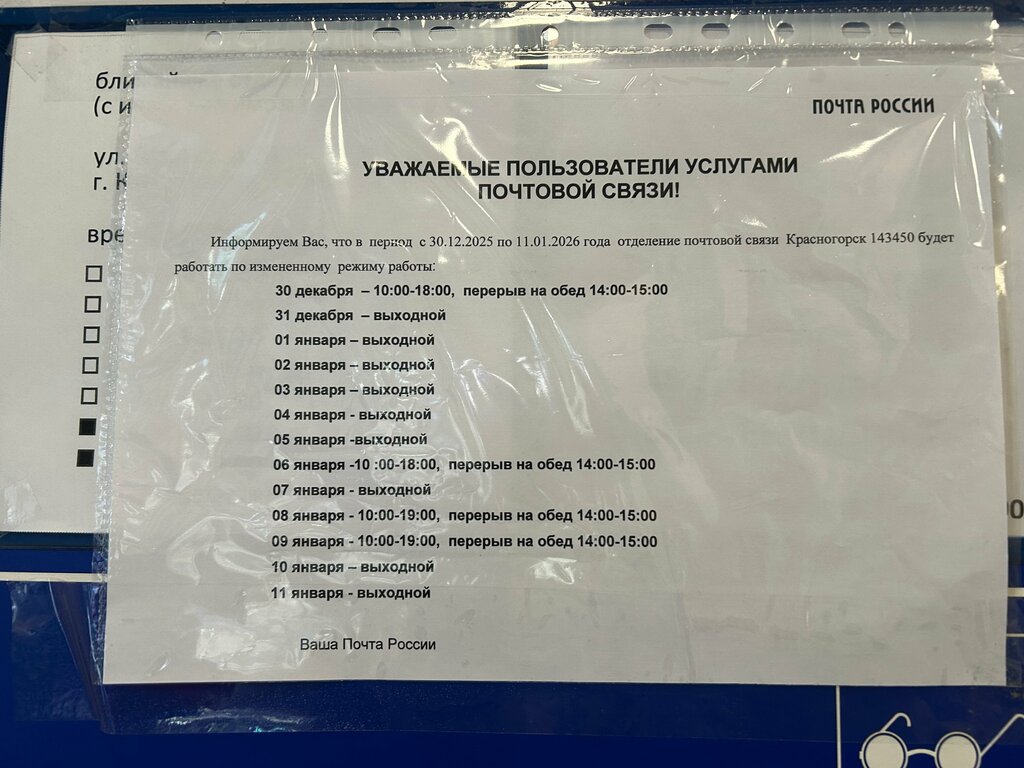 ПОЧТА РОССИИ
УВАЖАЕМЫЕ ПОЛЬЗОВАТЕЛИ УСЛУГАМИ
ПОЧТОВОЙ СВЯЗИ!
Информируем Вас, что в период с 30.12.2025 по 11.01.2026 года отделение почтовой связи Красногорск 143450 будет
работать по измененному режиму работы:
30 декабря – 10:00-18:00, перерыв на обед 14:00-15:00
31 декабря – выходной
01 января – выходной
02 января – выходной
03 января – выходной
04 января - выходной
05 января -выходной
06 января -10 :00-18:00, перерыв на обед 14:00-15:00
07 января - выходной
08 января - 10:00-19:00, перерыв на обед 14:00-15:00
09 января - 10:00-19:00, перерыв на обед 14:00-15:00
10 января – выходной
11 января - выходной
Ваша Почта России
(с и
ул.
г. К